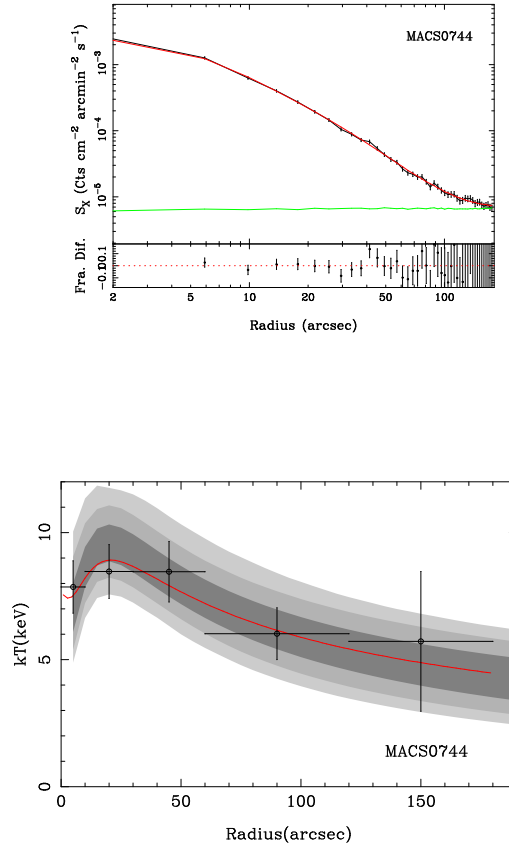 MACS0744
S_X (Cts cm^-2 arcmin^-2 s^-1)
10^-3
10^-4
10^-5
Fra. Dif.
-0.1 0 0.1
2 5 10 20 50 100
Radius (arcsec)
kT(keV)
10
5
0
MACS0744
0 50 100 150
Radius(arcsec)